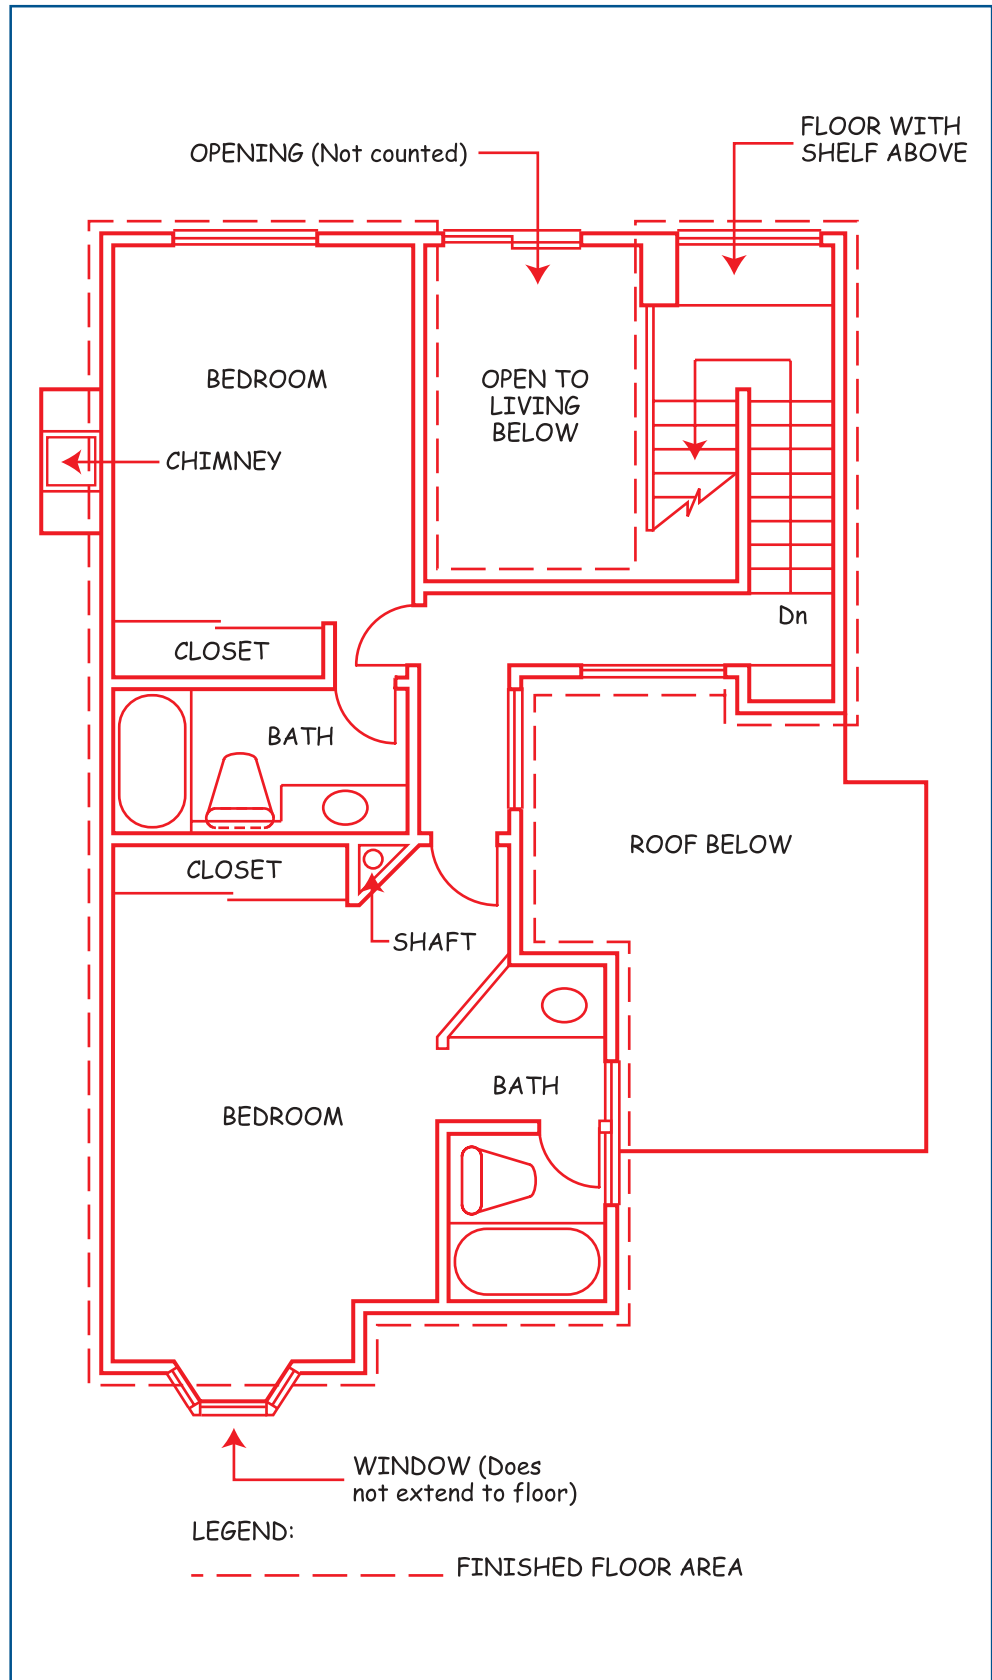 FLOOR WITH
SHELF ABOVE
OPENING (Not counted)
BEDROOM
OPEN TO
LIVING
BELOW
CHIMNEY
Dn
CLOSET
BATH
ROOF BELOW
CLOSET
SHAFT
BATH
BEDROOM
WINDOW (Does
not extend to floor)
LEGEND:
FINISHED FLOOR AREA